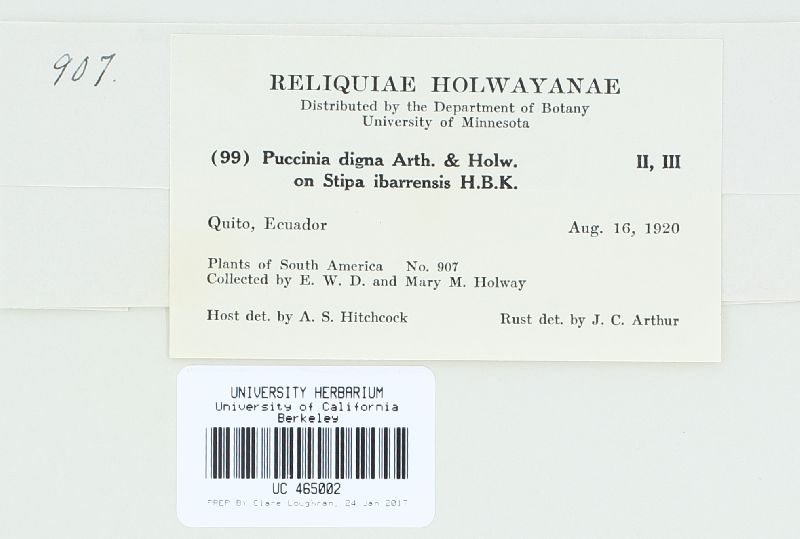 907.
RELIQUIAE HOLWAYANAE
Distributed by the Department of Botany
University of Minnesota
(99) Puccinia digna Arth. & Holw. II, III
on Stipa ibarrensis H.B.K.
Quito, Ecuador Aug. 16, 1920
Plants of South America No. 907
Collected by E. W. D. and Mary M. Holway
Host det. by A. S. Hitchcock Rust det. by J. C. Arthur
UNIVERSITY HERBARIUM
University of California
Berkeley
UC 465002
PREP BY Clare Loughran, 24 Jan 2017